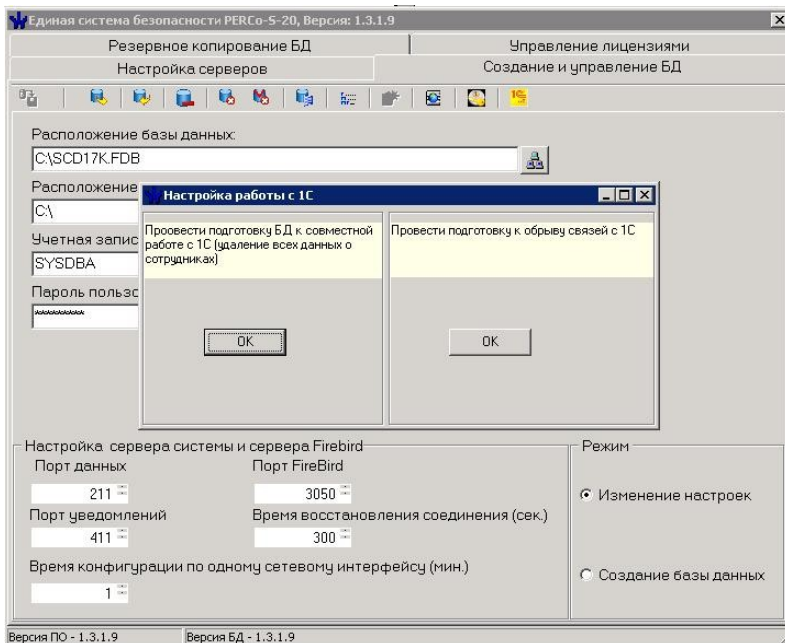 Единая система безопасности PERCo-S-20, Версия: 1.3.1.9
Резервное копирование БД
Управление лицензиями
Настройка серверов
Создание и управление БД
1С
Расположение базы данных:
C:\SCD17K.FDB
Расположение
C:\
Учетная запис
SYSDBA
Пароль пользо
**********
Настройка работы с 1С
Провести подготовку БД к совместной
работе с 1С (удаление всех данных о
сотрудниках)
OK
Провести подготовку к обрыву связей с 1С
OK
Настройка сервера системы и сервера Firebird
Порт данных
Порт FireBird
211
3050
Порт уведомлений
Время восстановления соединения (сек.)
411
300
Время конфигурации по одному сетевому интерфейсу (мин.)
1
Режим
Изменение настроек
Создание базы данных
Версия ПО - 1.3.1.9
Версия БД - 1.3.1.9